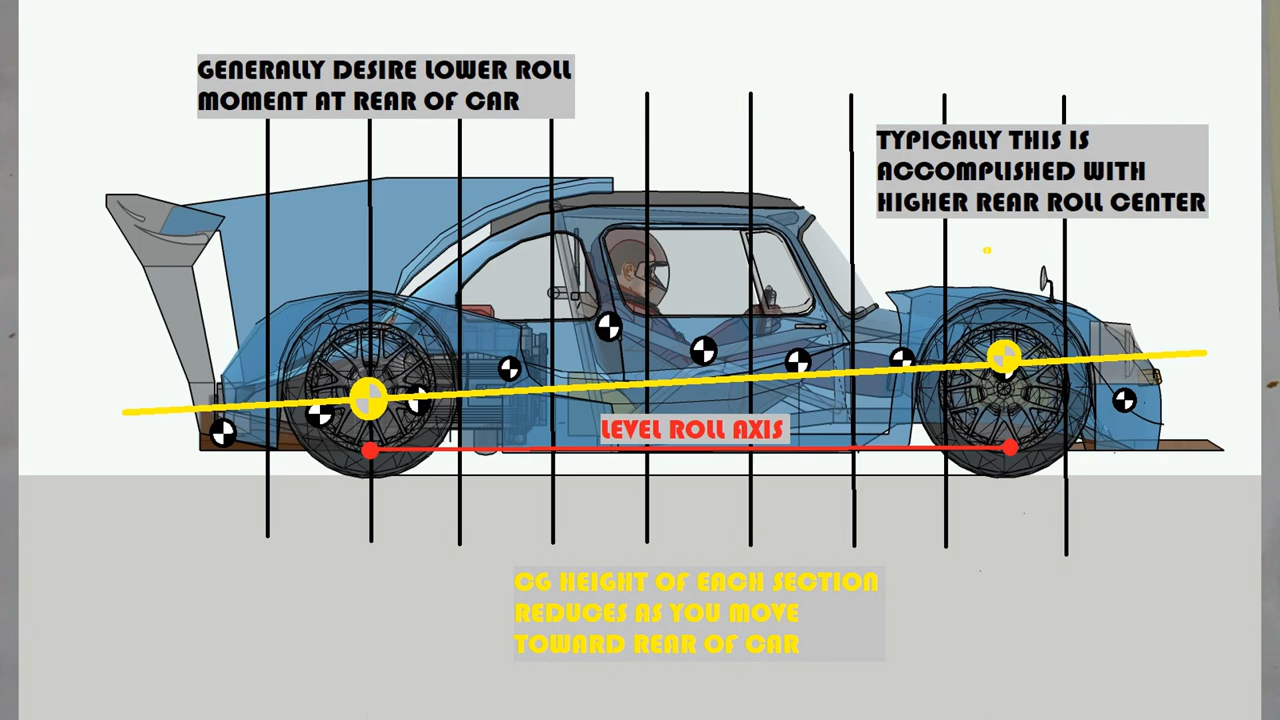 GENERALLY DESIRE LOWER ROLL
MOMENT AT REAR OF CAR
TYPICALLY THIS IS
ACCOMPLISHED WITH
HIGHER REAR ROLL CENTER
LEVEL ROLL AXIS
CG HEIGHT OF EACH SECTION
REDUCES AS YOU MOVE
TOWARD REAR OF CAR